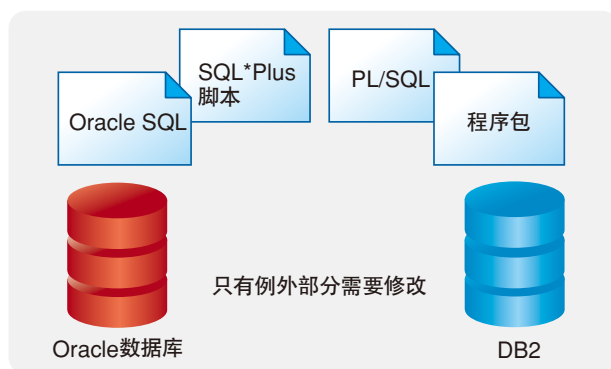 SQL*Plus
脚本
PL/SQL
Oracle SQL
程序包
只有例外部分需要修改
Oracle数据库
DB2